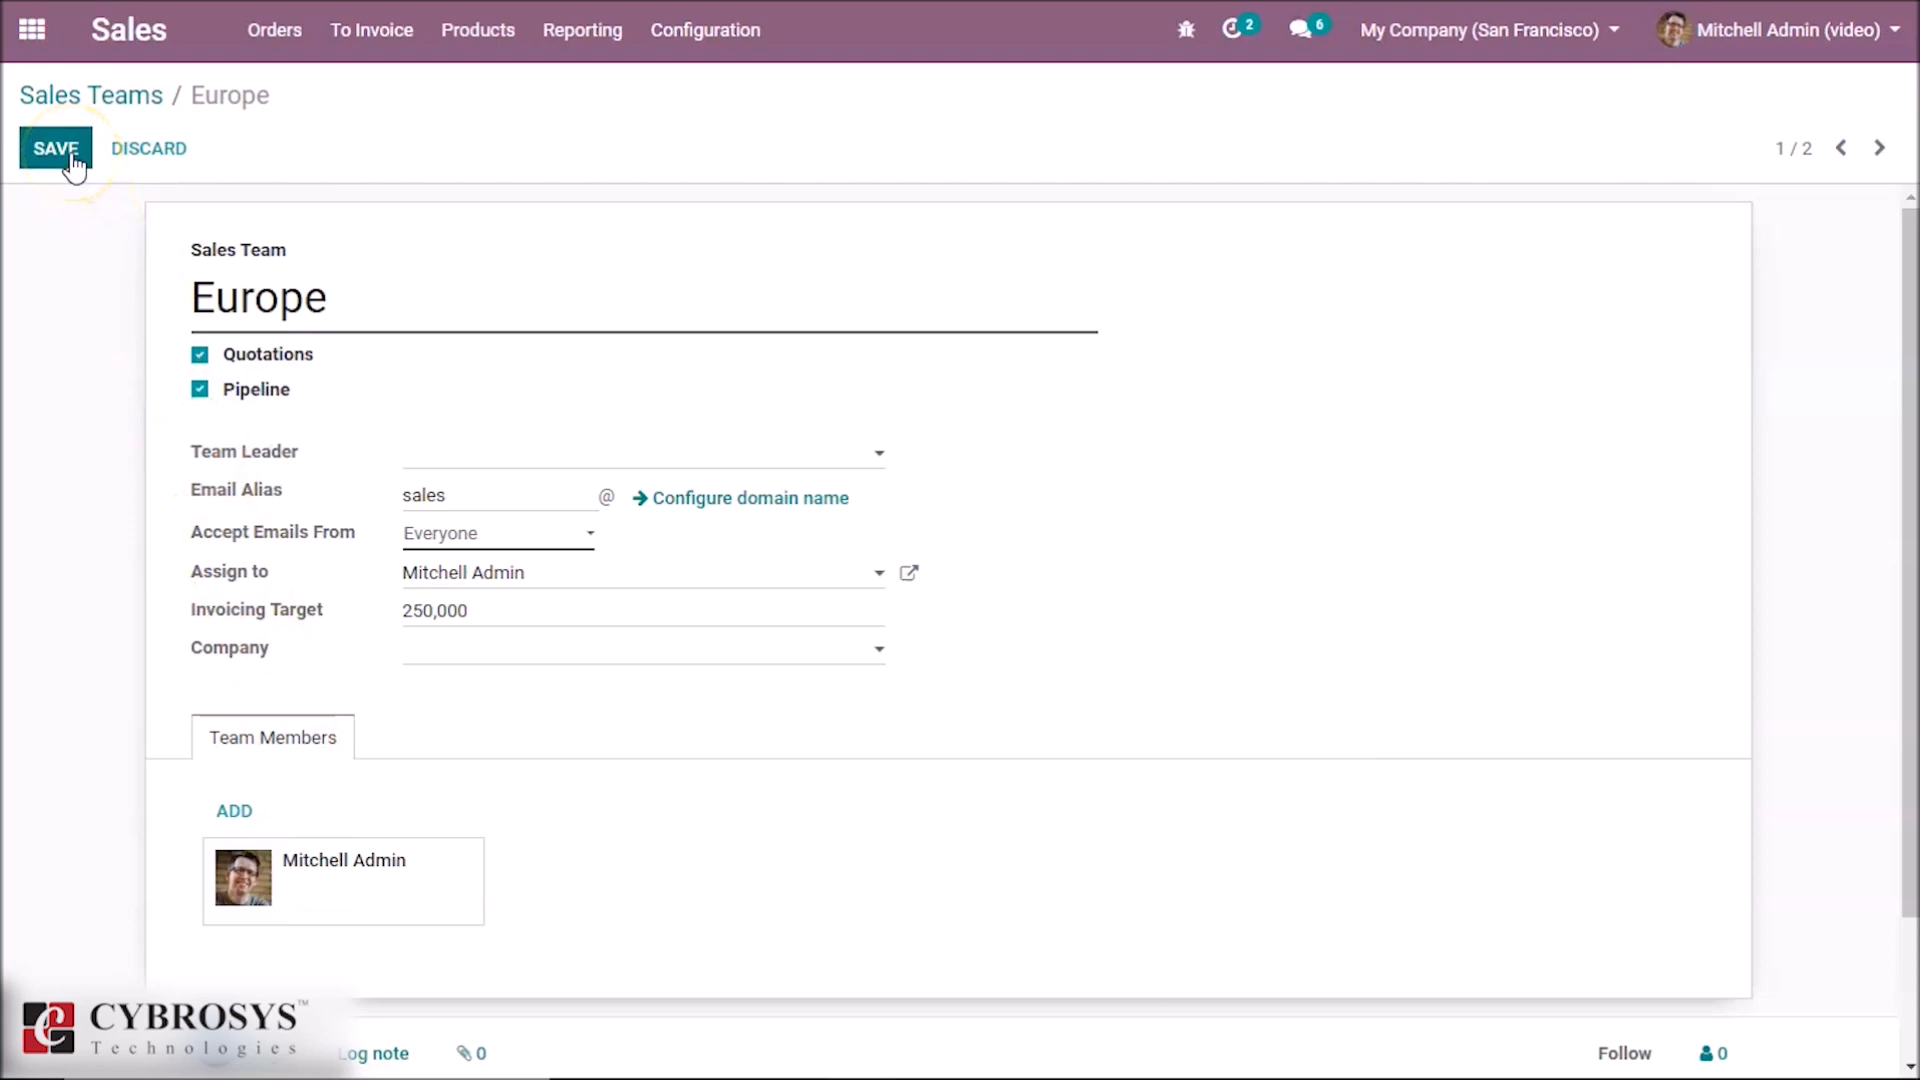 Sales Orders To Invoice Products Reporting Configuration 2 6 My Company (San Francisco) Mitchell Admin (video)
Sales Teams / Europe
SAVE DISCARD 1 / 2
Sales Team
Europe
Quotations
Pipeline
Team Leader
Email Alias sales @ Configure domain name
Accept Emails From Everyone
Assign to Mitchell Admin
Invoicing Target 250,000
Company
Team Members
ADD
Mitchell Admin
CYBROSYS™
Technologies
Log note 0 Follow 0